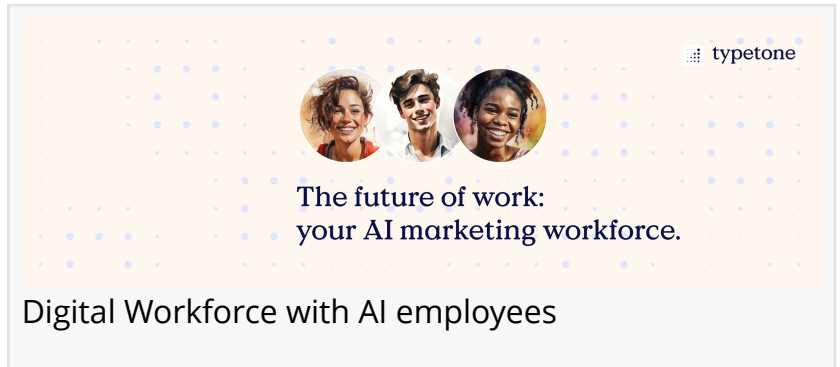 typetone
The future of work:
your AI marketing workforce.
Digital Workforce with AI employees